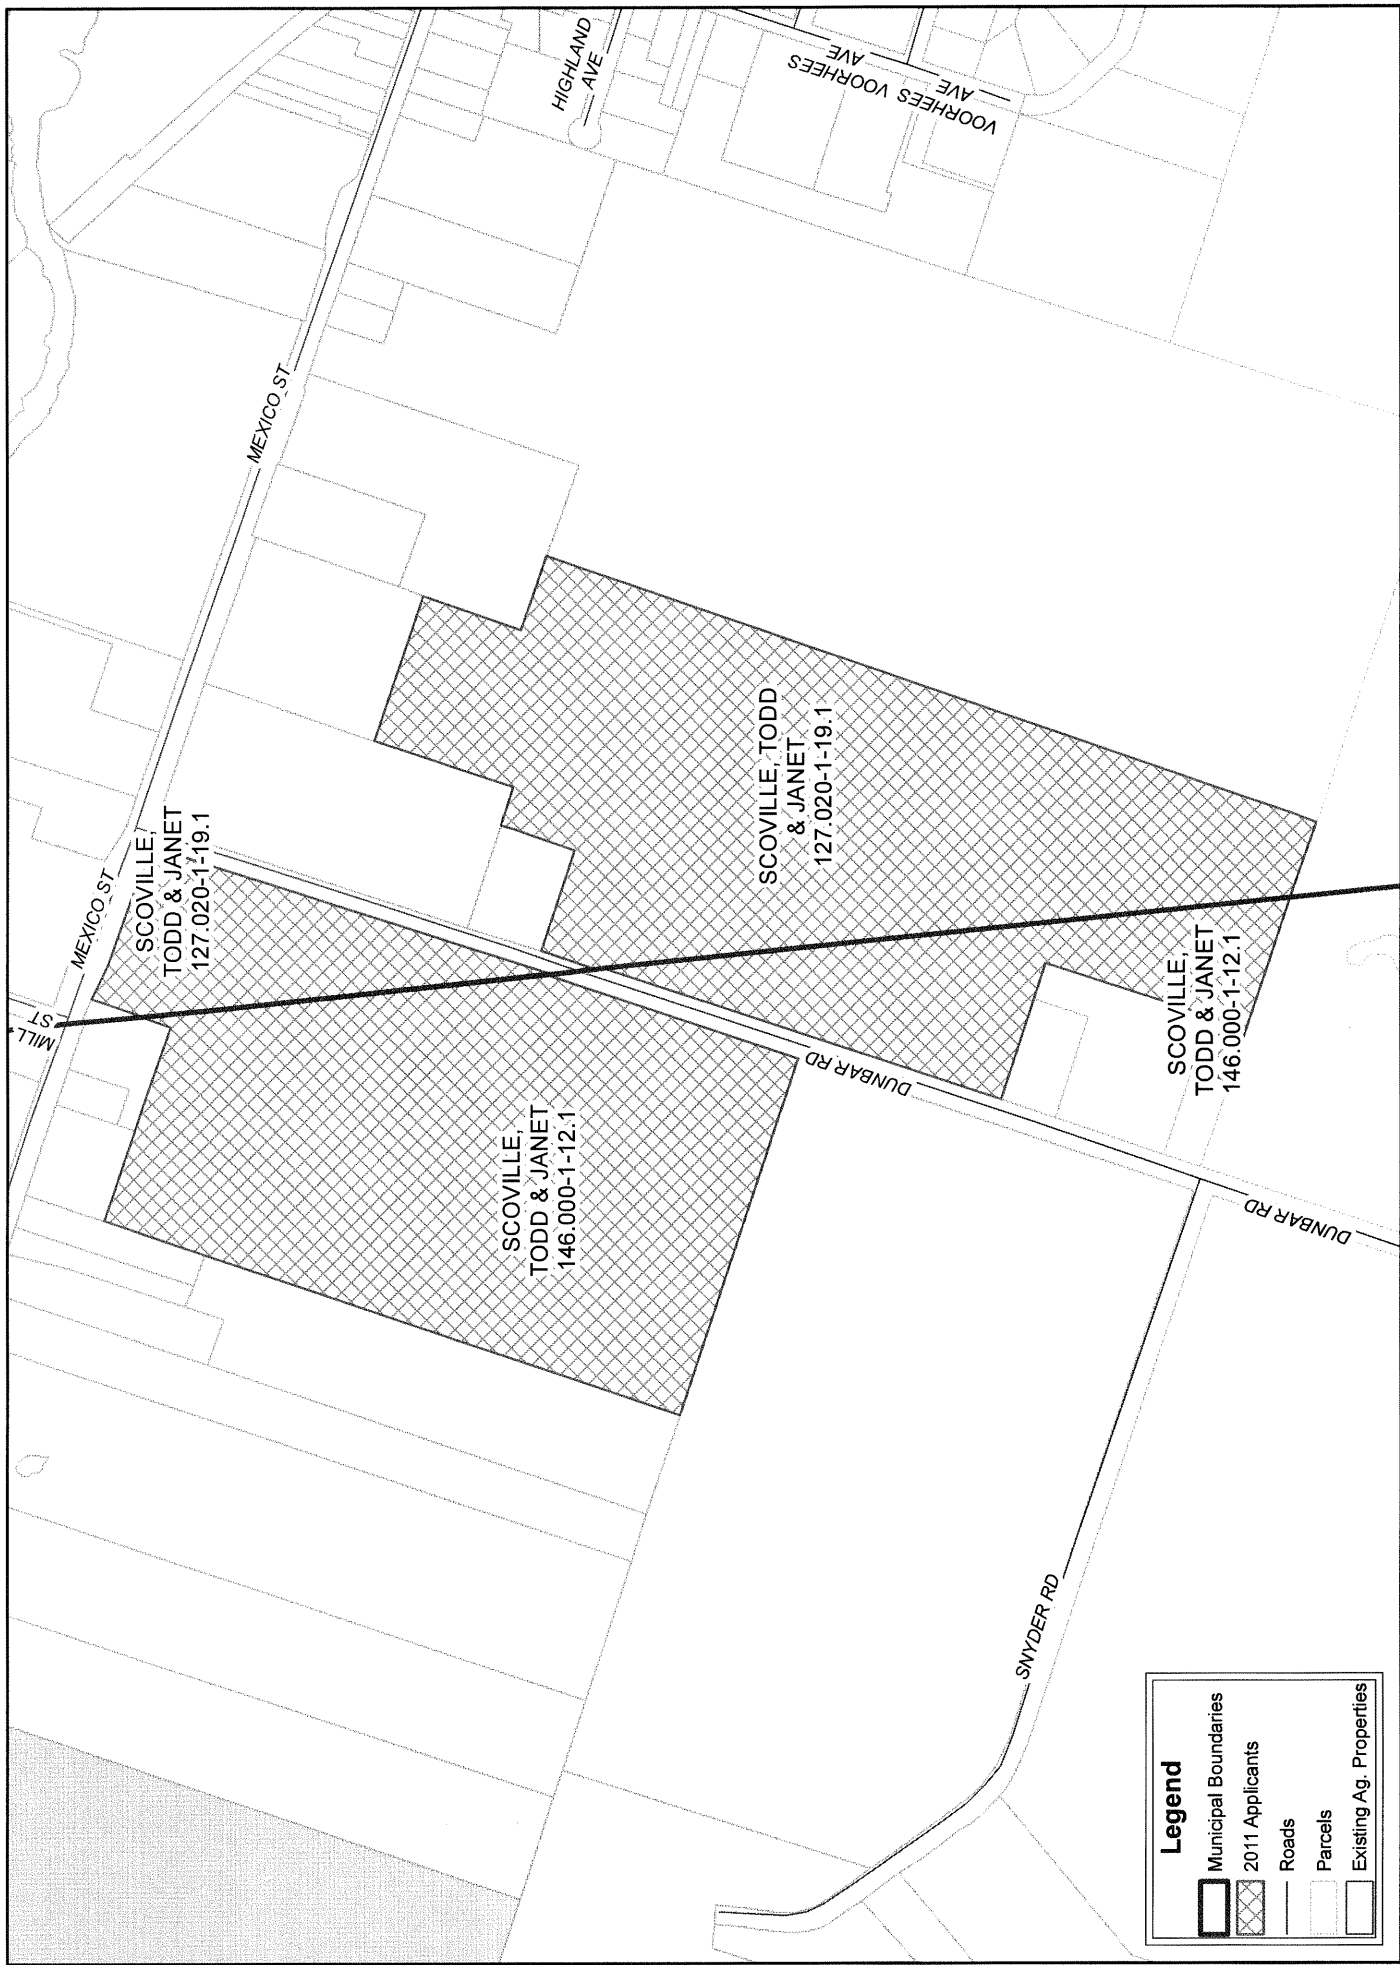 HIGHLAND
AVE
VOORHEES VOORHEES
AVE
AVE
MEXICO ST
MEXICO ST
MILL
ST
SCOVILLE,
TODD & JANET
127.020-1-19.1
SCOVILLE, TODD
& JANET
127.020-1-19.1
SCOVILLE,
TODD & JANET
146.000-1-12.1
SCOVILLE,
TODD & JANET
146.000-1-12.1
DUNBAR RD
DUNBAR RD
DUNBAR RD
SNYDER RD
Legend
Municipal Boundaries
2011 Applicants
Roads
Parcels
Existing Ag. Properties